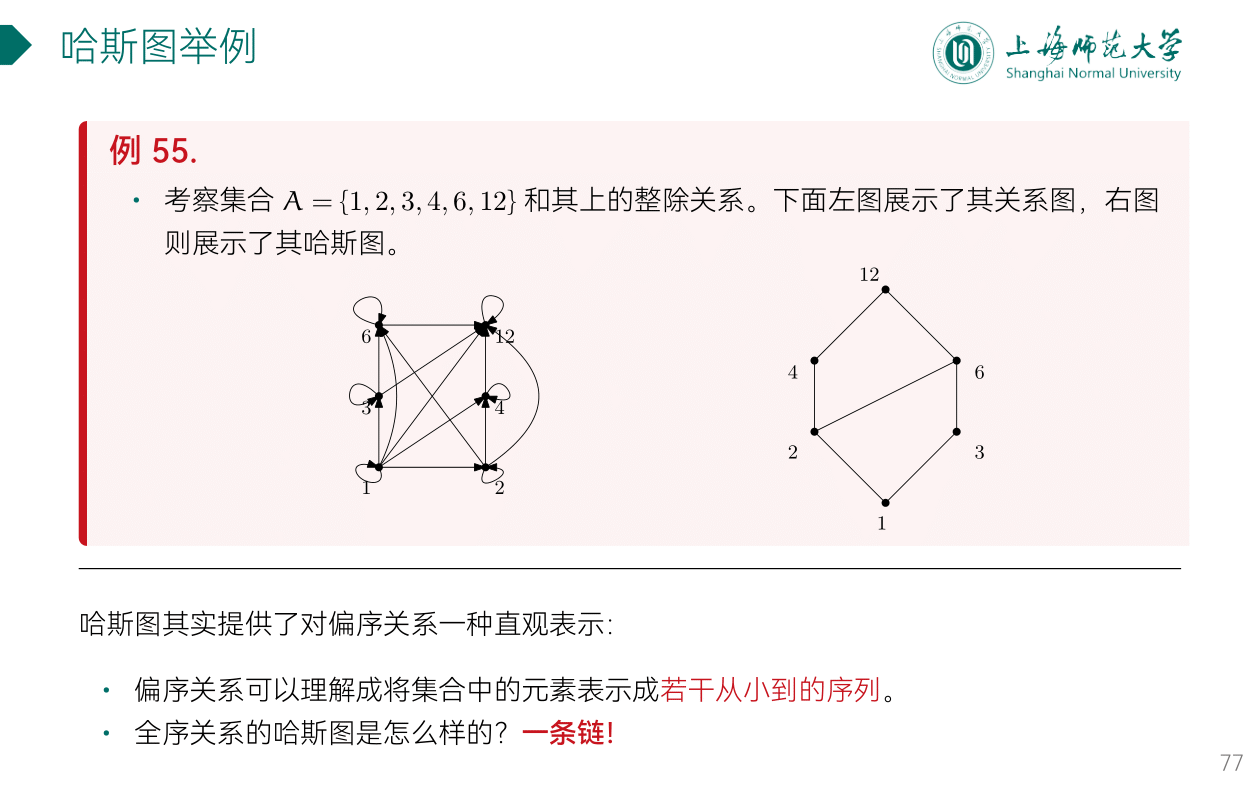 哈斯图举例
上海师范大学
Shanghai Normal University
例 55.
• 考察集合 A = {1, 2, 3, 4, 6, 12} 和其上的整除关系。下面左图展示了其关系图，右图
则展示了其哈斯图。
6 12
3 4
1 2
12
4 6
2 3
1
哈斯图其实提供了对偏序关系一种直观表示：
• 偏序关系可以理解成将集合中的元素表示成若干从小到的序列。
• 全序关系的哈斯图是怎么样的？一条链！
77